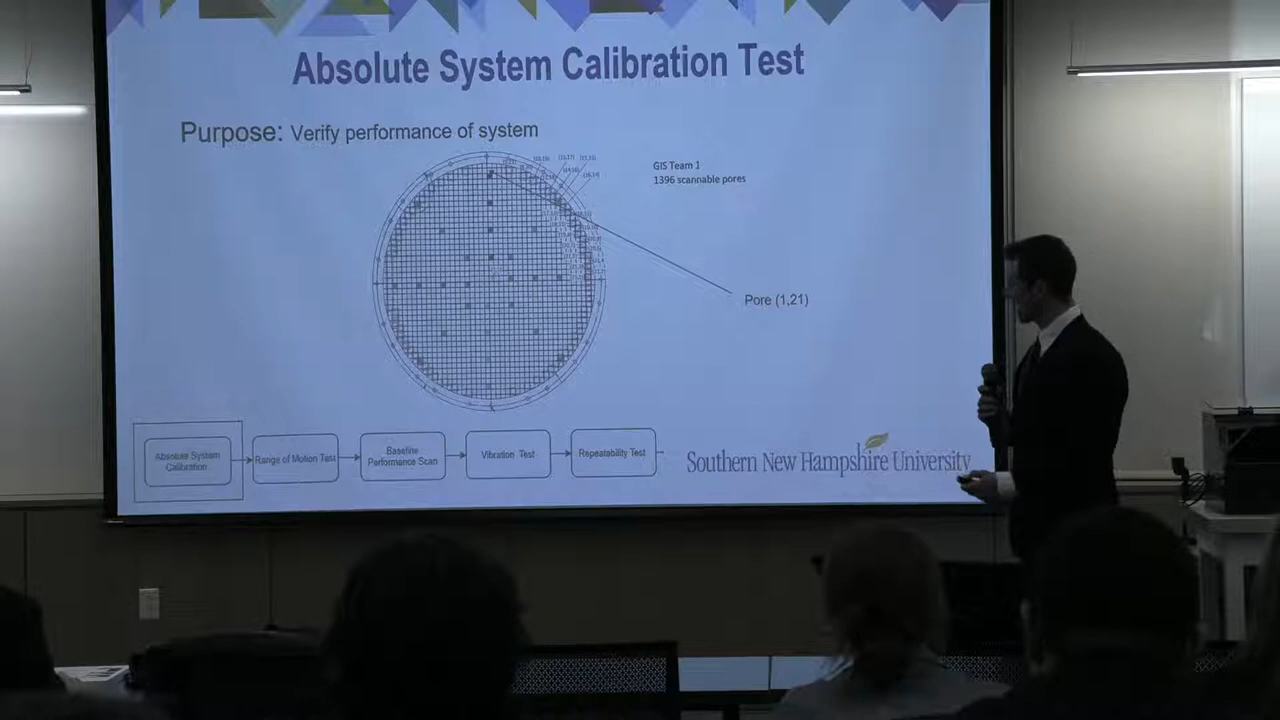 Absolute System Calibration Test
Purpose: Verify performance of system
GIS Team 1
1396 scannable pores
Pore (1,21)
Absolute System
Calibration
Range of Motion Test
Baseline
Performance Scan
Vibration Test
Repeatability Test
Southern New Hampshire University